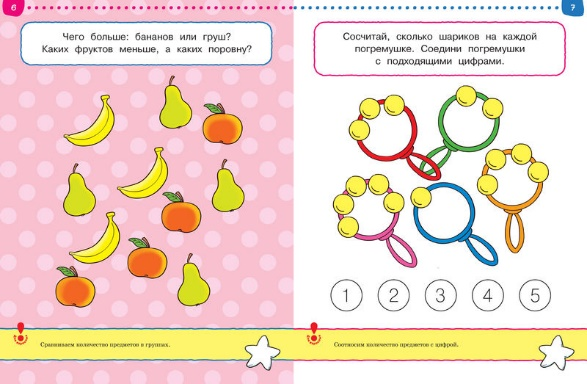 6
Чего больше: бананов или груш?
Каких фруктов меньше, а каких поровну?
Сравниваем количество предметов в группах.
7
Сосчитай, сколько шариков на каждой
погремушке. Соедини погремушки
с подходящими цифрами.
1 2 3 4 5
Соотносим количество предметов с цифрой.